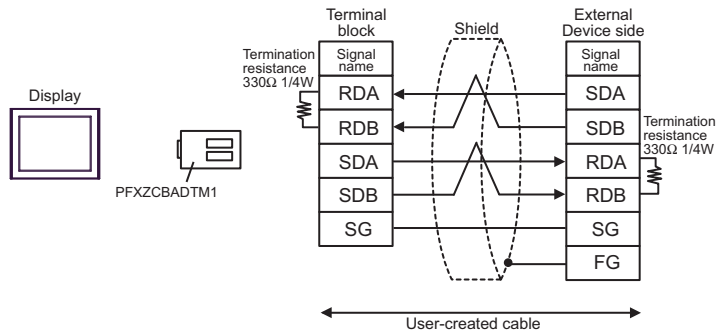 Display
PFXZCBADTM1
Termination
resistance
330Ω 1/4W
Terminal
block
Signal
name
RDA
RDB
SDA
SDB
SG
Shield
External
Device side
Signal
name
SDA
SDB
RDA
RDB
SG
FG
Termination
resistance
330Ω 1/4W
User-created cable